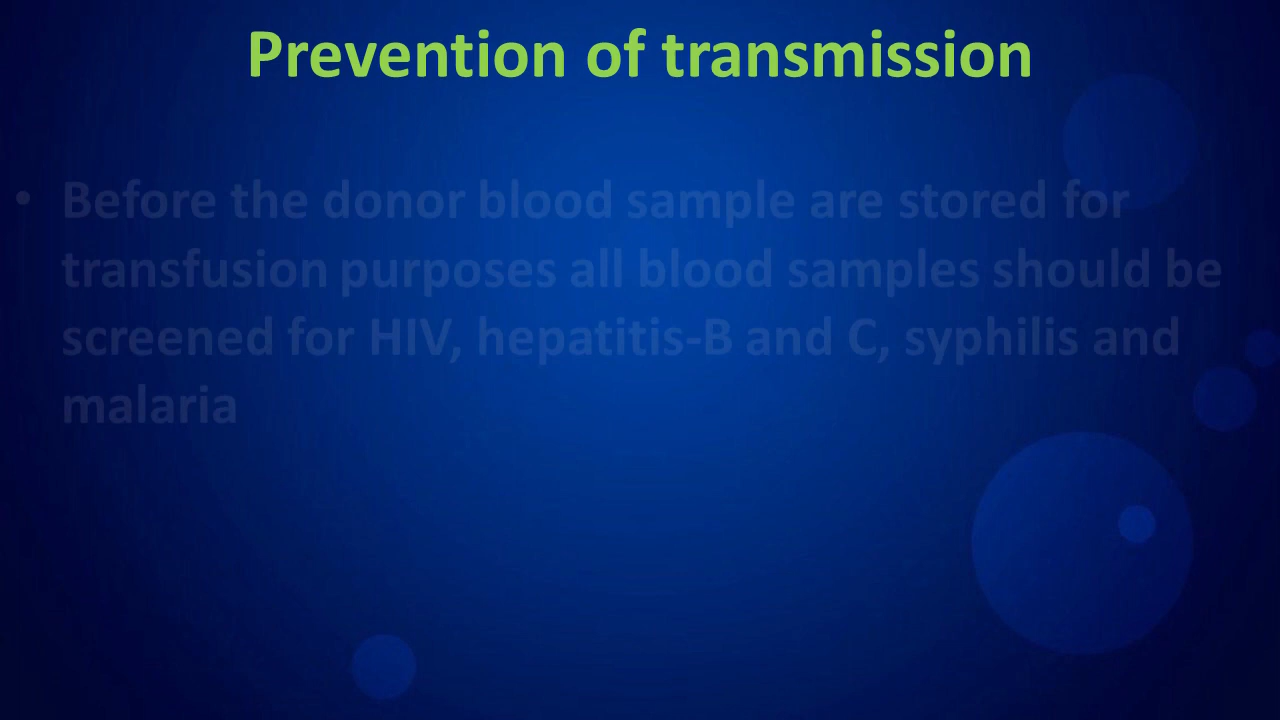 Prevention of transmission
• Before the donor blood sample are stored for
transfusion purposes all blood samples should be
screened for HIV, hepatitis-B and C, syphilis and
malaria